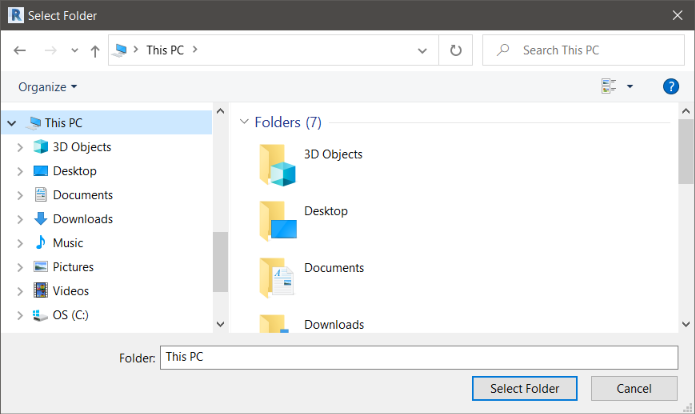 R Select Folder
This PC
Search This PC
Organize
?
This PC
3D Objects
Desktop
Documents
Downloads
Music
Pictures
Videos
OS (C:)
Folders (7)
3D Objects
Desktop
Documents
Downloads
Folder: This PC
Select Folder Cancel